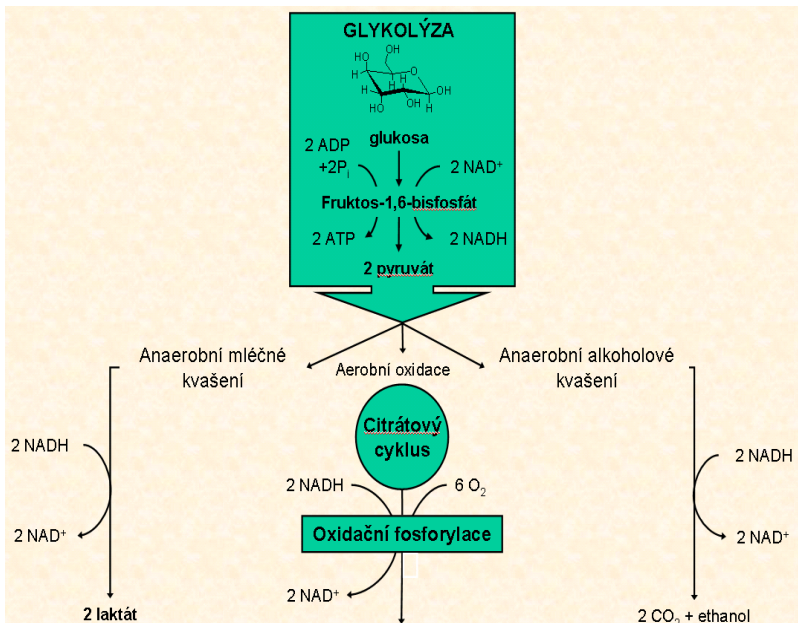 GLYKOLÝZA
OH
HO
H
O
H
H
H
OH
HO
OH
H
glukosa
2 ADP
+2Pi
2 NAD+
Fruktos-1,6-bisfosfát
2 ATP
2 NADH
2 pyruvát
Anaerobní mléčné
kvašení
Aerobní oxidace
Anaerobní alkoholové
kvašení
Citrátový
cyklus
2 NADH
2 NAD+
2 laktát
2 NADH
6 O2
Oxidační fosforylace
2 NAD+
2 NADH
2 NAD+
2 CO2 + ethanol